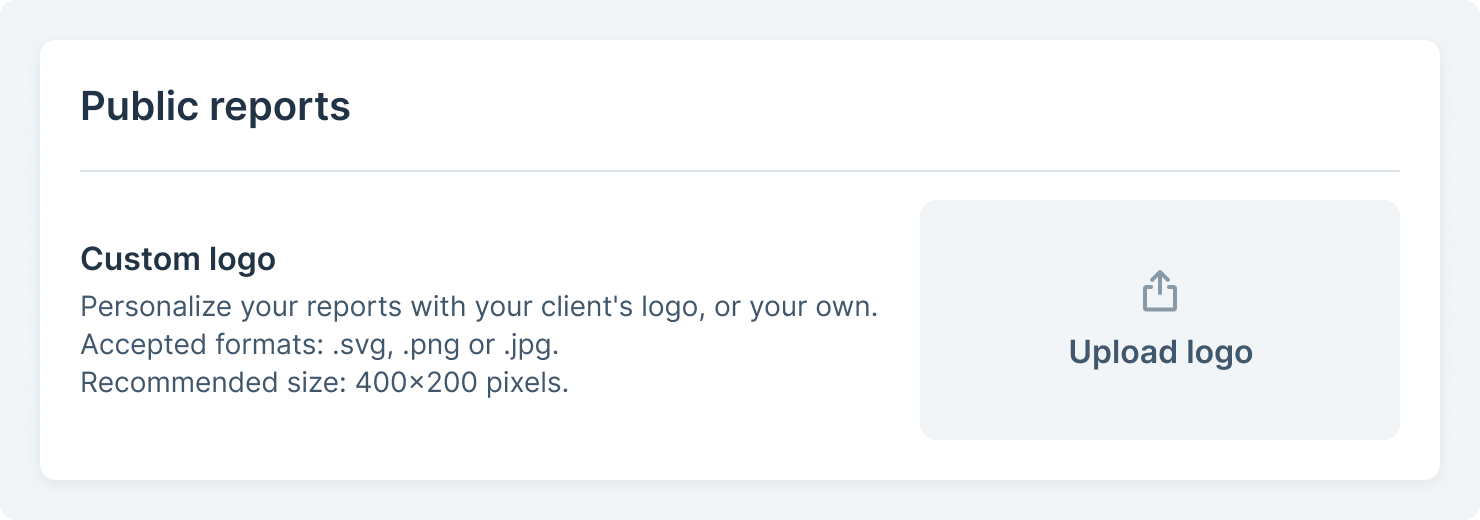 Public reports
Custom logo
Personalize your reports with your client's logo, or your own.
Accepted formats: .svg, .png or .jpg.
Recommended size: 400×200 pixels.
Upload logo